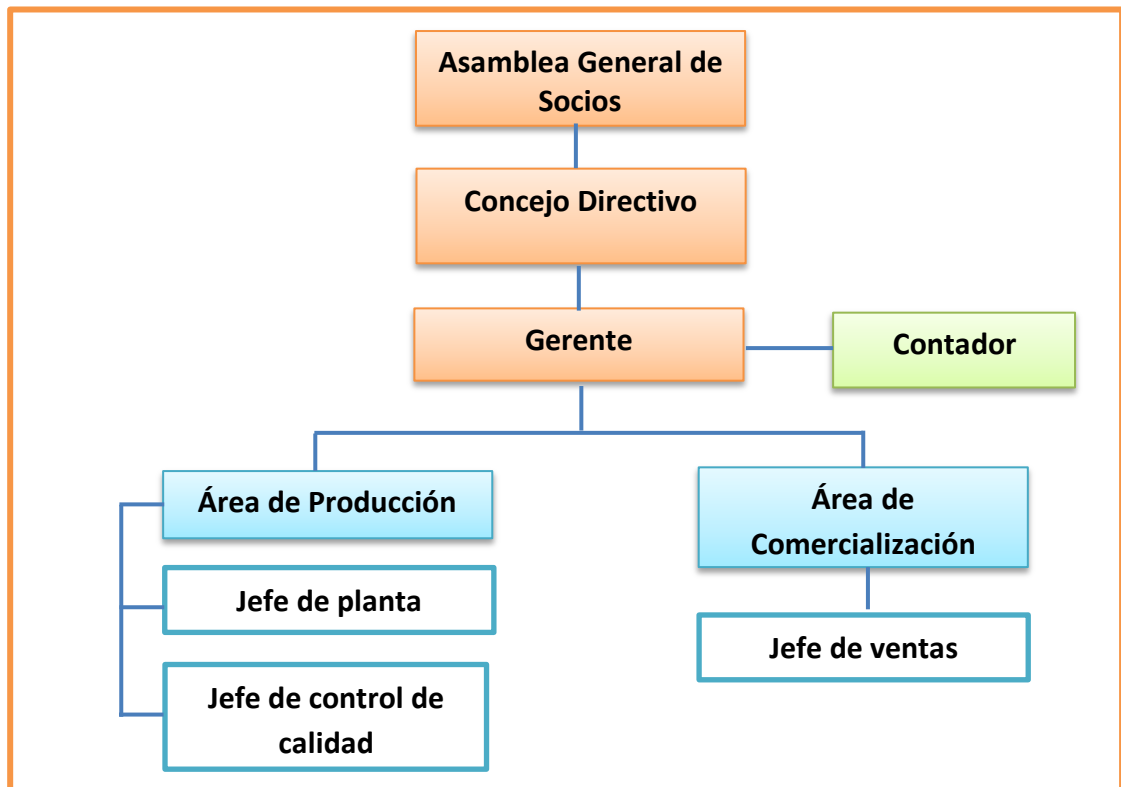 Asamblea General de
Socios
Concejo Directivo
Gerente
Contador
Área de Producción
Área de
Comercialización
Jefe de planta
Jefe de ventas
Jefe de control de
calidad